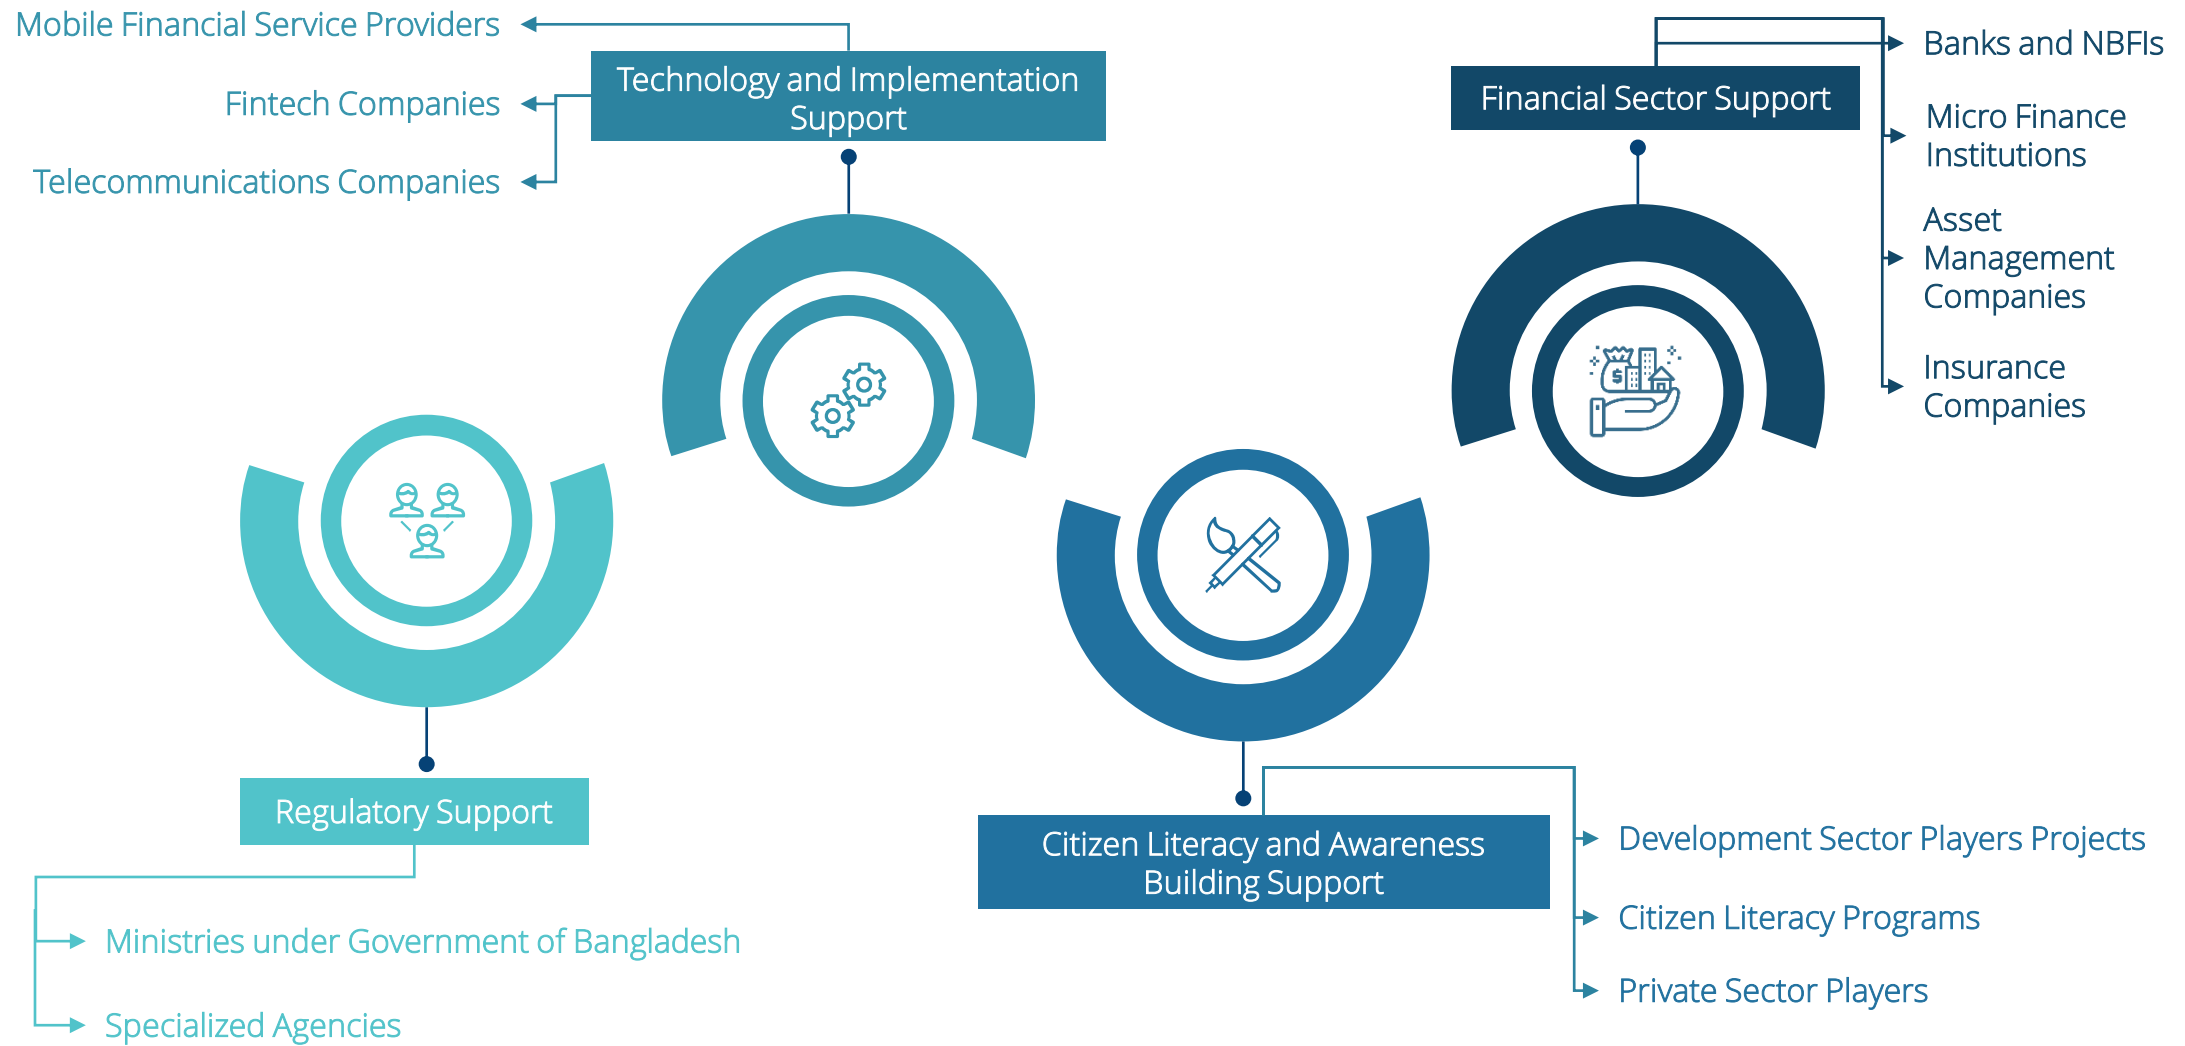 Mobile Financial Service Providers
Fintech Companies
Telecommunications Companies
Technology and Implementation
Support
Financial Sector Support
Banks and NBFIs
Micro Finance
Institutions
Asset
Management
Companies
Insurance
Companies
$
Regulatory Support
Ministries under Government of Bangladesh
Specialized Agencies
Citizen Literacy and Awareness
Building Support
Development Sector Players Projects
Citizen Literacy Programs
Private Sector Players